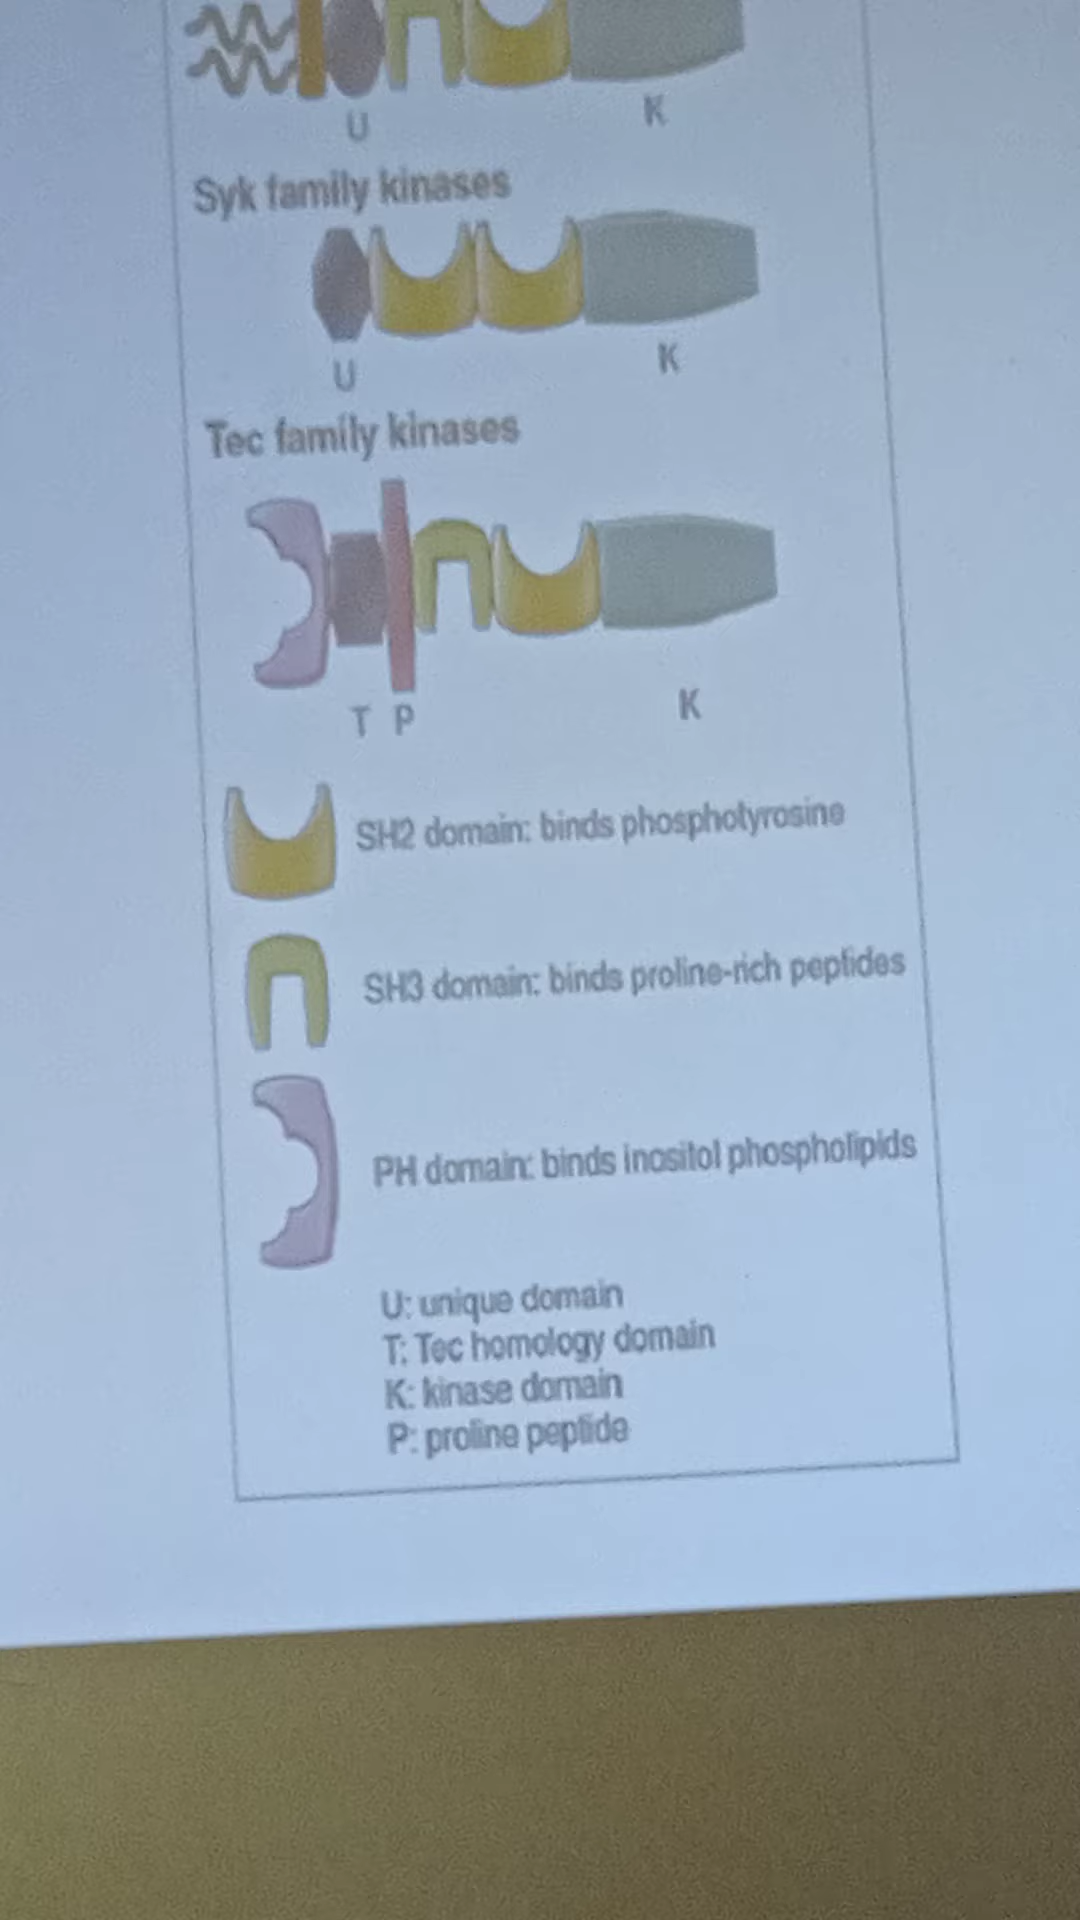 U K
Syk family kinases
U K
Tec family kinases
T P K
SH2 domain: binds phosphotyrosine
SH3 domain: binds proline-rich peptides
PH domain: binds inositol phospholipids
U: unique domain
T: Tec homology domain
K: kinase domain
P: proline peptide